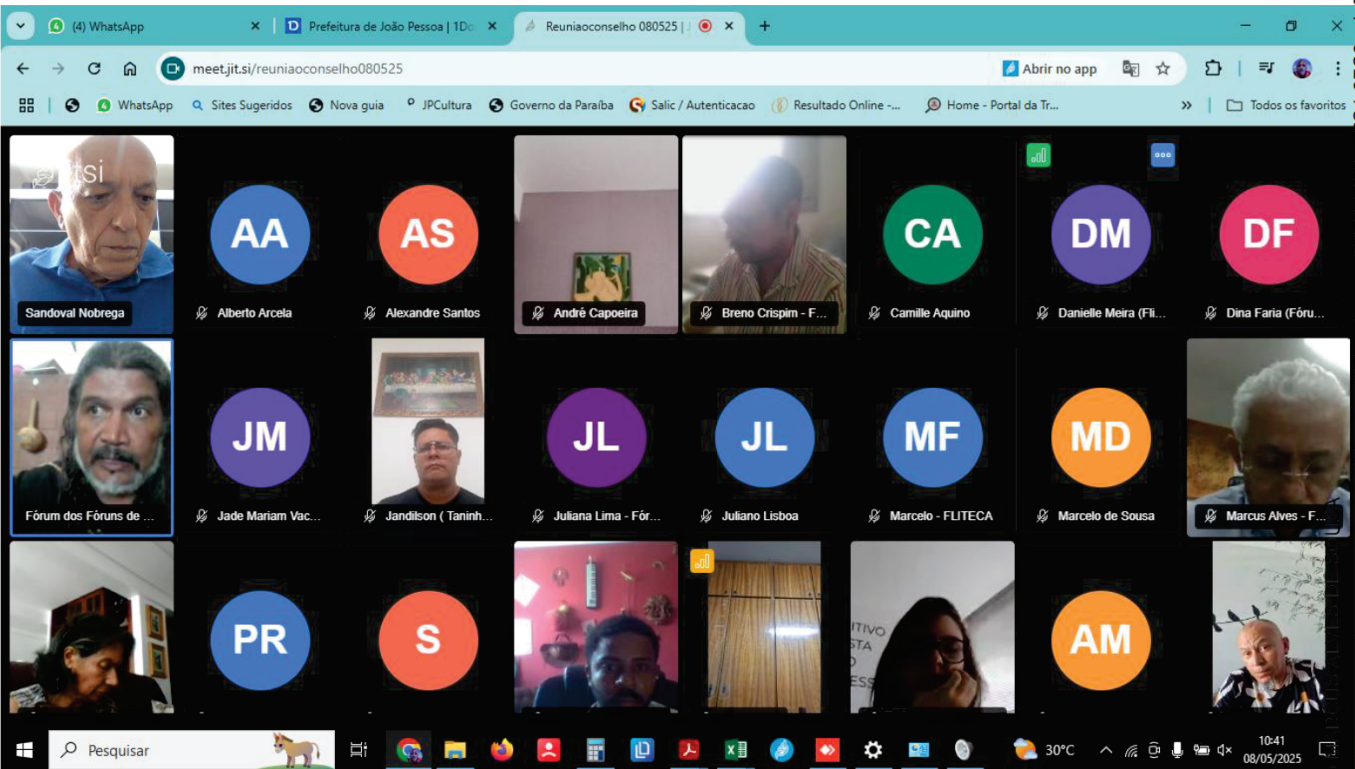 (4) WhatsApp
Prefeitura de João Pessoa | 1Do
Reuniaoconselho 080525 | J
meet.jit.si/reuniaoconselho080525
Abrir no app
WhatsApp
Sites Sugeridos
Nova guia
JPCultura
Governo da Paraíba
Salic / Autenticacao
Resultado Online -...
Home - Portal da Tr...
»
Todos os favoritos
AA
AS
CA
DM
DF
Sandoval Nobrega
Alberto Arcela
Alexandre Santos
André Capoeira
Breno Crispim - F...
Camille Aquino
Danielle Meira (Fli...
Dina Faria (Fóru...
JM
JL
JL
MF
MD
Fórum dos Fóruns de ...
Jade Mariam Vac...
Jandilson ( Taninh...
Juliana Lima - Fór...
Juliano Lisboa
Marcelo - FLITECA
Marcelo de Sousa
Marcus Alves - F...
PR
S
AM
ITIVO
STA
O
ESS
Pesquisar
30°C
10:41
08/05/2025